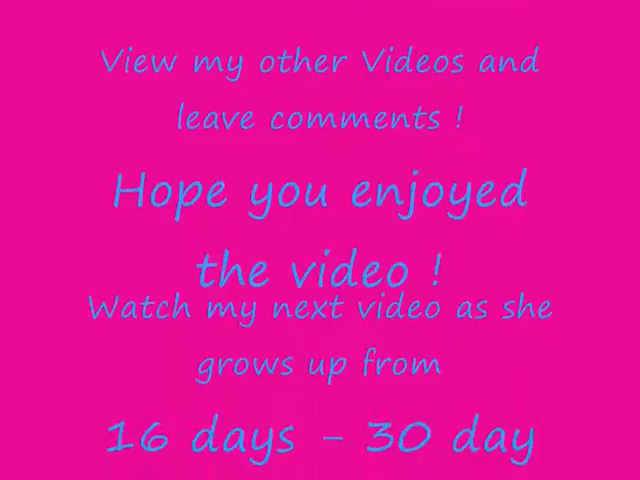 View my other Videos and
leave comments !
Hope you enjoyed
the video !
Watch my next video as she
grows up from
16 days - 30 day